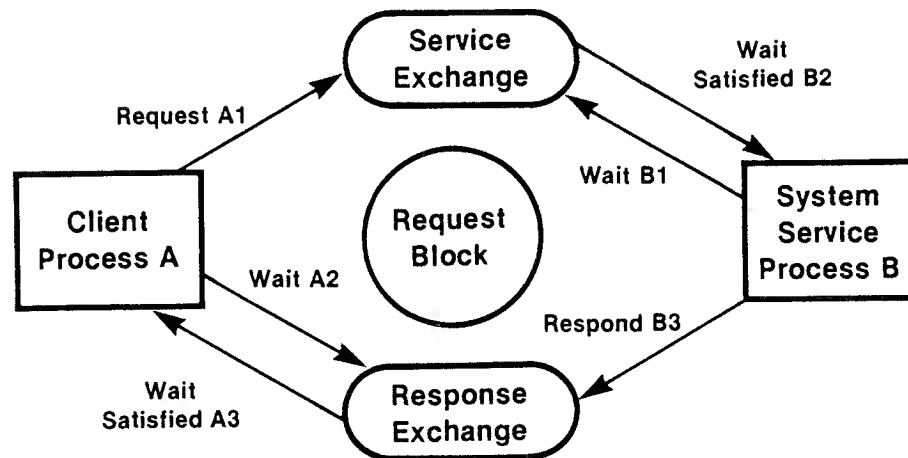 Service
Exchange
Wait
Satisfied B2
Request A1
Wait B1
Client
Process A
Request
Block
System
Service
Process B
Wait A2
Respond B3
Wait
Satisfied A3
Response
Exchange